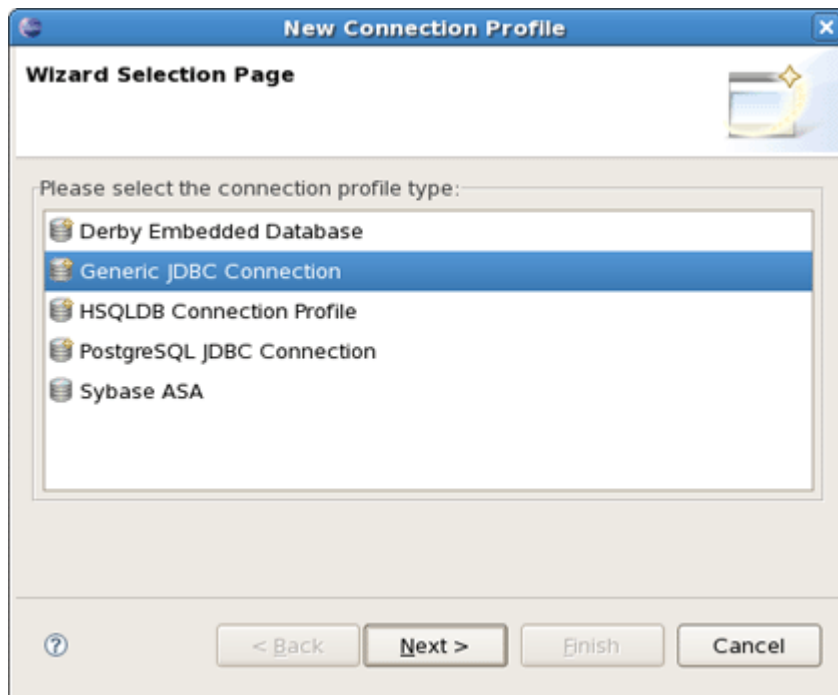 New Connection Profile
Wizard Selection Page
Please select the connection profile type:
Derby Embedded Database
Generic JDBC Connection
HSQLDB Connection Profile
PostgreSQL JDBC Connection
Sybase ASA
? < Back Next > Finish Cancel